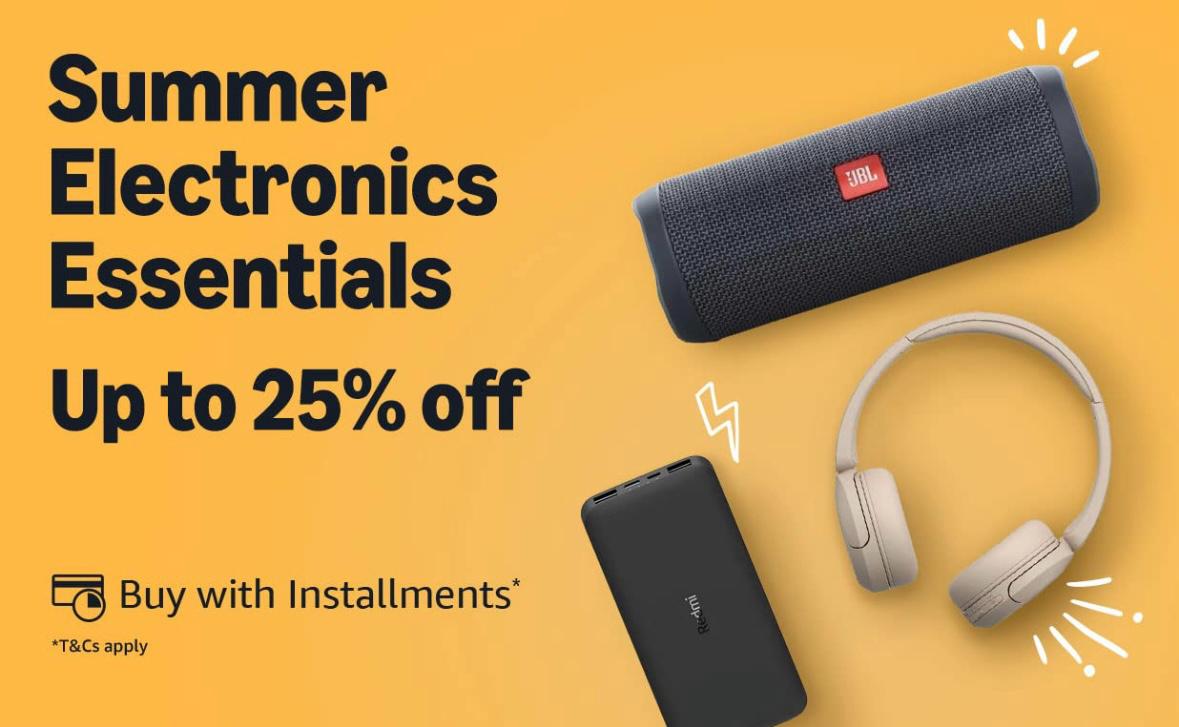 Summer
Electronics
Essentials
Up to 25% off
Buy with Installments*
*T&Cs apply
JBL
Redmi